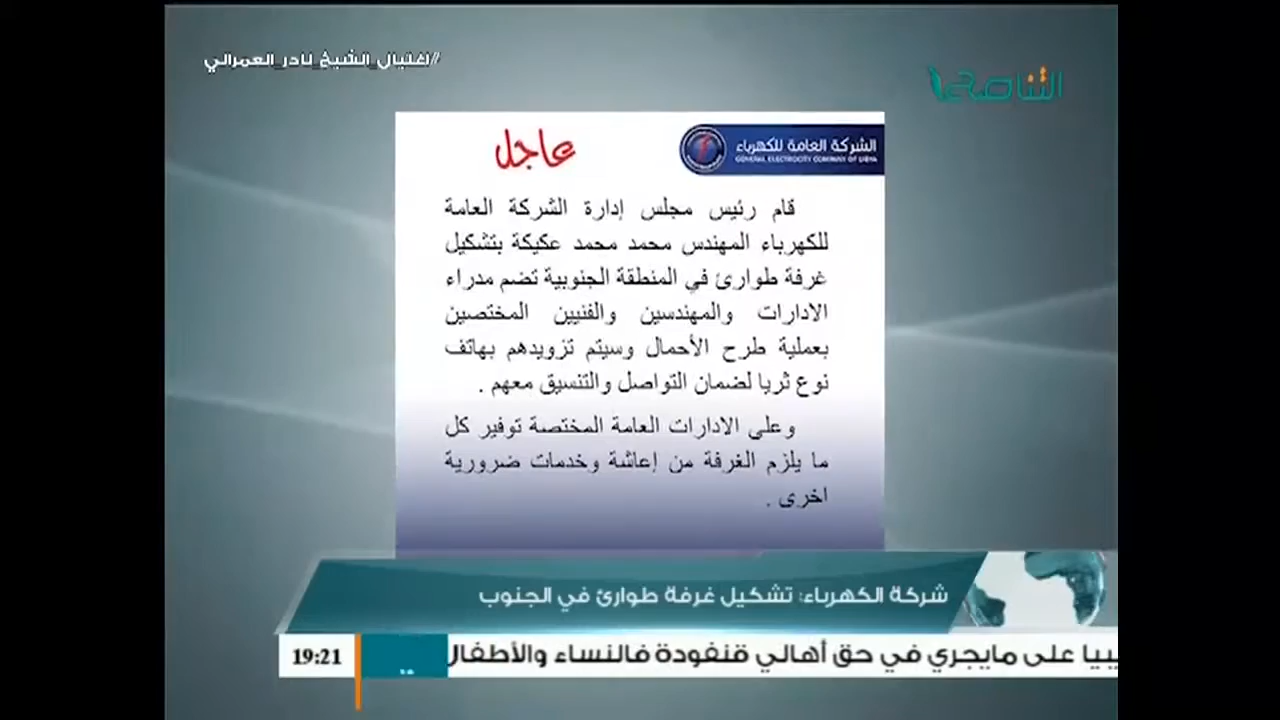 #اغتيال_الشيخ_نادر_العمراني
التناصح
الشركة العامة للكهرباء
GENERAL ELECTRICITY COMPANY OF LIBYA
عاجل
قام رئيس مجلس إدارة الشركة العامة
للكهرباء المهندس محمد محمد عكيكة بتشكيل
غرفة طوارئ في المنطقة الجنوبية تضم مدراء
الادارات والمهندسين والفنيين المختصين
بعملية طرح الأحمال وسيتم تزويدهم بهاتف
نوع ثريا لضمان التواصل والتنسيق معهم .
وعلى الادارات العامة المختصة توفير كل
ما يلزم الغرفة من إعاشة وخدمات ضرورية
اخرى .
شركة الكهرباء: تشكيل غرفة طوارئ في الجنوب
يبيا على مايجري في حق أهالي قنفودة فالنساء والأطفال
19:21